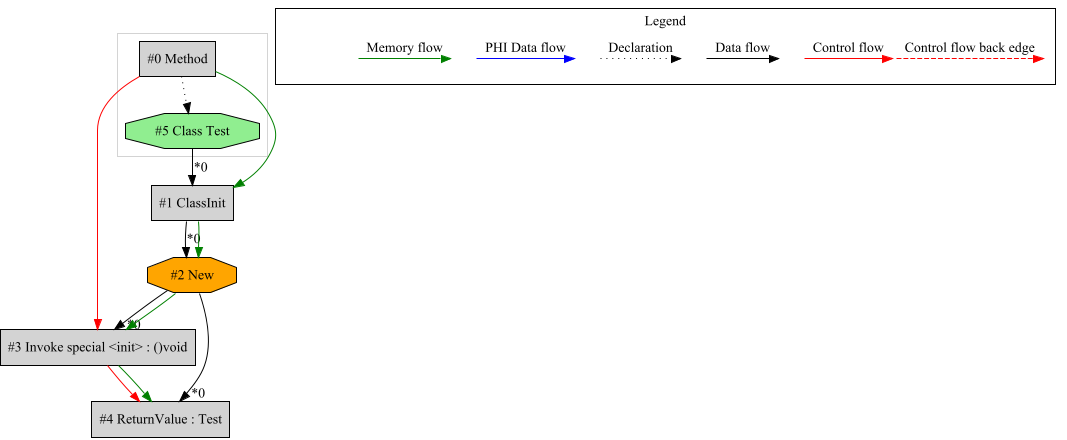 Legend
Memory flow
PHI Data flow
Declaration
Data flow
Control flow
Control flow back edge
#0 Method
#5 Class Test
*0
#1 ClassInit
*0
#2 New
*0
#3 Invoke special <init> : ()void
*0
#4 ReturnValue : Test